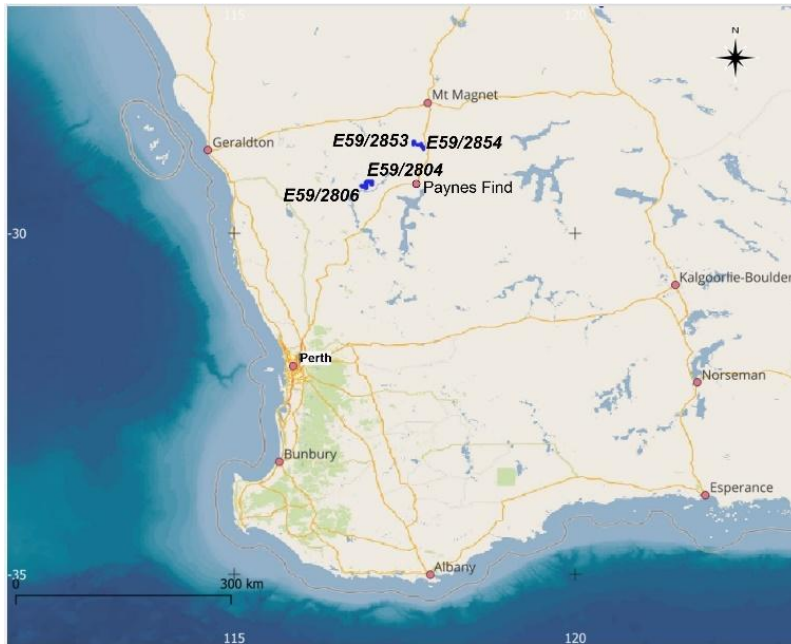 115
120
N
Mt Magnet
E59/2853
E59/2854
Geraldton
E59/2804
E59/2806
Paynes Find
-30
Kalgoorlie-Boulder
Perth
Norseman
Bunbury
Esperance
Albany
-35
0
300 km
115
120